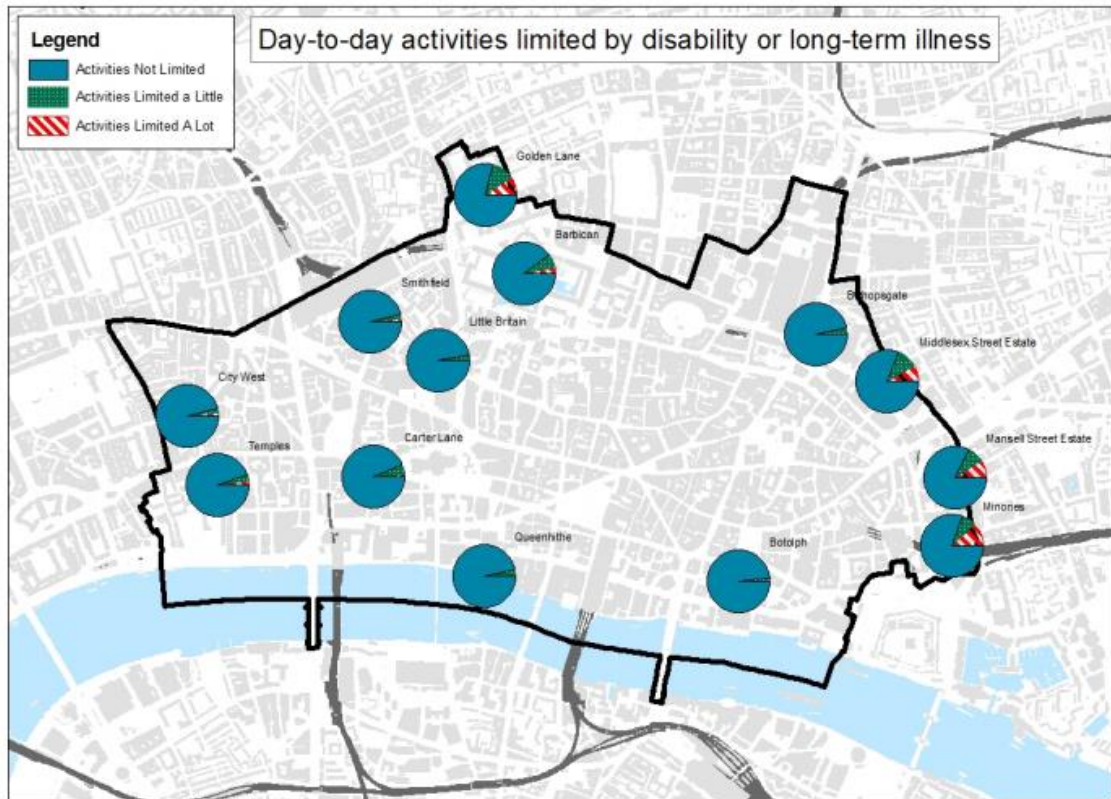 Legend
Activities Not Limited
Activities Limited a Little
Activities Limited A Lot
Day-to-day activities limited by disability or long-term illness
Golden Lane
Barbican
Smithfield
Little Britain
Bishopsgate
Middlesex Street Estate
City West
Temples
Carter Lane
Mansell Street Estate
Minories
Queenhithe
Botolph